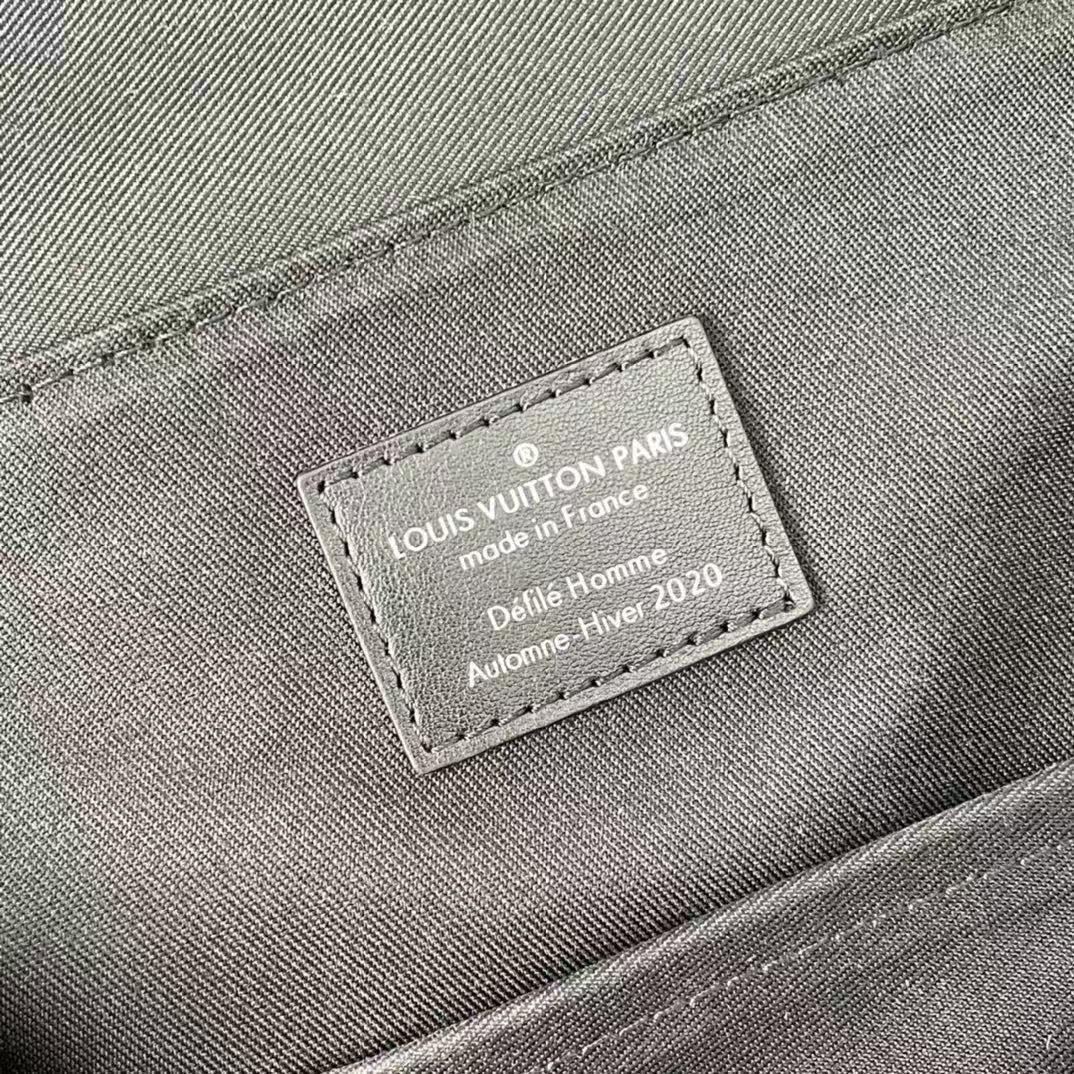 ®
LOUIS VUITTON PARIS
made in France
Défilé Homme
Automne-Hiver 2020